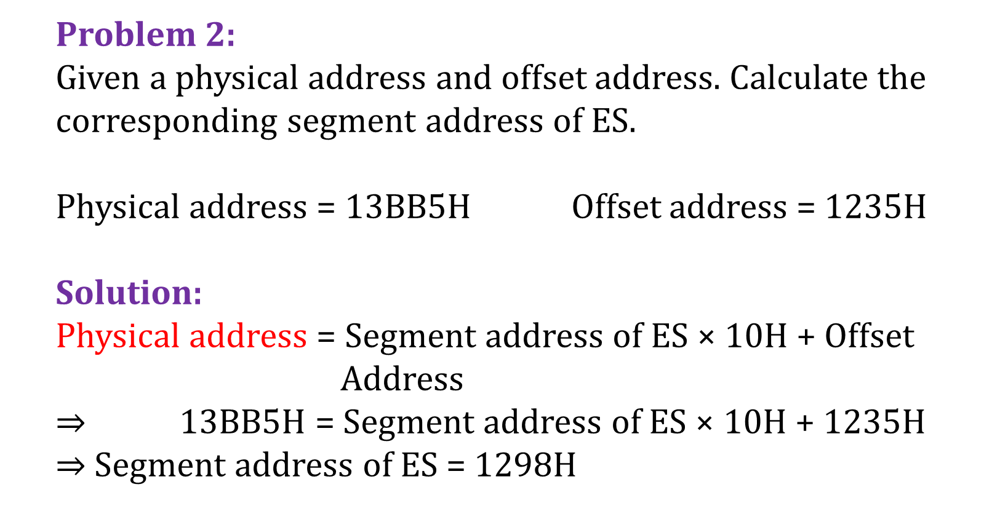 Problem 2:
Given a physical address and offset address. Calculate the
corresponding segment address of ES.
Physical address = 13BB5H Offset address = 1235H
Solution:
Physical address = Segment address of ES × 10H + Offset
Address
⇒ 13BB5H = Segment address of ES × 10H + 1235H
⇒ Segment address of ES = 1298H